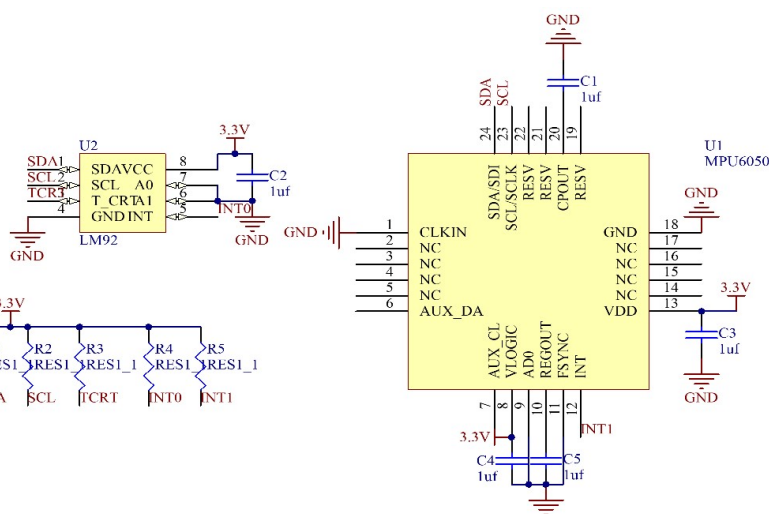 GND
C1
1uf
SDA
SCL
24
23
22
21
20
19
U1
MPU6050
SDA/SDI
SCL/SCLK
RESV
RESV
CPOUT
RESV
GND
1
CLKIN
2
NC
3
NC
4
NC
5
NC
6
AUX_DA
GND
18
GND
NC
17
NC
16
NC
15
NC
14
VDD
13
3.3V
C3
1uf
GND
AUX_CL
VLOGIC
AD0
REGOUT
FSYNC
INT
7
8
9
10
11
12
INT1
3.3V
C4
1uf
C5
1uf
U2
3.3V
SDA
1
SDA
VCC
8
SCL
2
SCL
A0
7
TCR
3
T_CRT
A1
6
4
GND
INT
5
INT0
LM92
GND
C2
1uf
GND
3.3V
R2
R3
R4
R5
RES1_1
RES1_1
RES1_1
SCL
TCRT
INT0
INT1